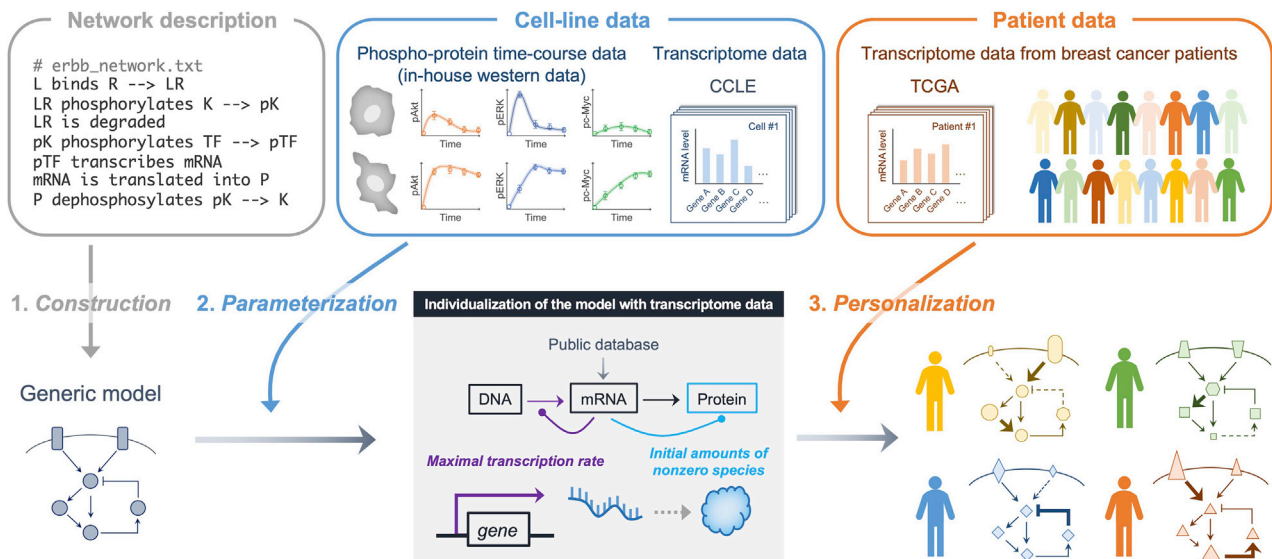 Network description
# erbb_network.txt
L binds R --> LR
LR phosphorylates K --> pK
LR is degraded
pK phosphorylates TF --> pTF
pTF transcribes mRNA
mRNA is translated into P
P dephosphosylates pK --> K
Cell-line data
Phospho-protein time-course data
(in-house western data)
pAkt
Time
pERK
Time
pc-Myc
Time
pAkt
Time
pERK
Time
pc-Myc
Time
Transcriptome data
CCLE
Cell #1
mRNA level
...
Gene A
Gene B
Gene C
Gene D
...
Patient data
Transcriptome data from breast cancer patients
TCGA
Patient #1
mRNA level
...
Gene A
Gene B
Gene C
Gene D
...
1. Construction
2. Parameterization
3. Personalization
Generic model
Individualization of the model with transcriptome data
Public database
DNA
mRNA
Protein
Maximal transcription rate
Initial amounts of
nonzero species
gene